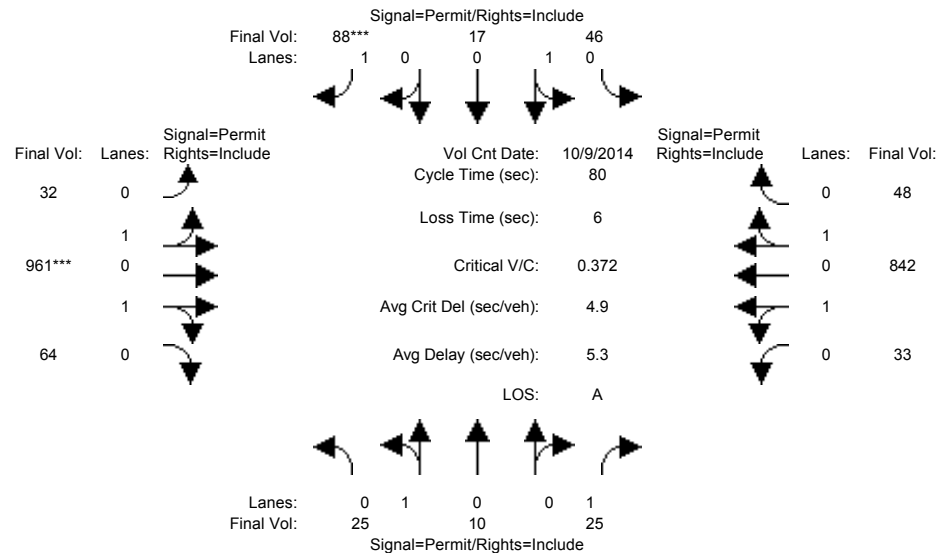 Signal=Permit/Rights=Include
Final Vol: 88*** 17 46
Lanes: 1 0 0 1 0
Signal=Permit Signal=Permit
Final Vol: Lanes: Rights=Include Vol Cnt Date: 10/9/2014 Rights=Include Lanes: Final Vol:
Cycle Time (sec): 80
32 0 0 48
Loss Time (sec): 6
1 1
961*** 0 Critical V/C: 0.372 0 842
1 Avg Crit Del (sec/veh): 4.9 1
64 0 Avg Delay (sec/veh): 5.3 0 33
LOS: A
Lanes: 0 1 0 0 1
Final Vol: 25 10 25
Signal=Permit/Rights=Include